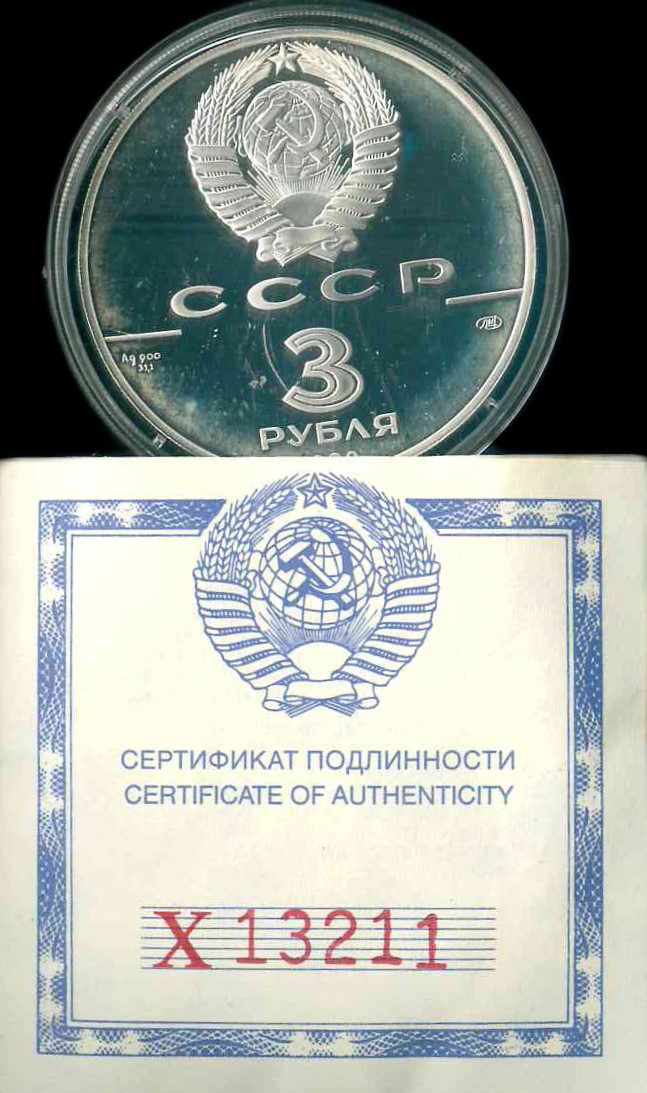 СССР
Ag 900
31,1
ЛМД
3
РУБЛЯ
СЕРТИФИКАТ ПОДЛИННОСТИ
CERTIFICATE OF AUTHENTICITY
X 13211